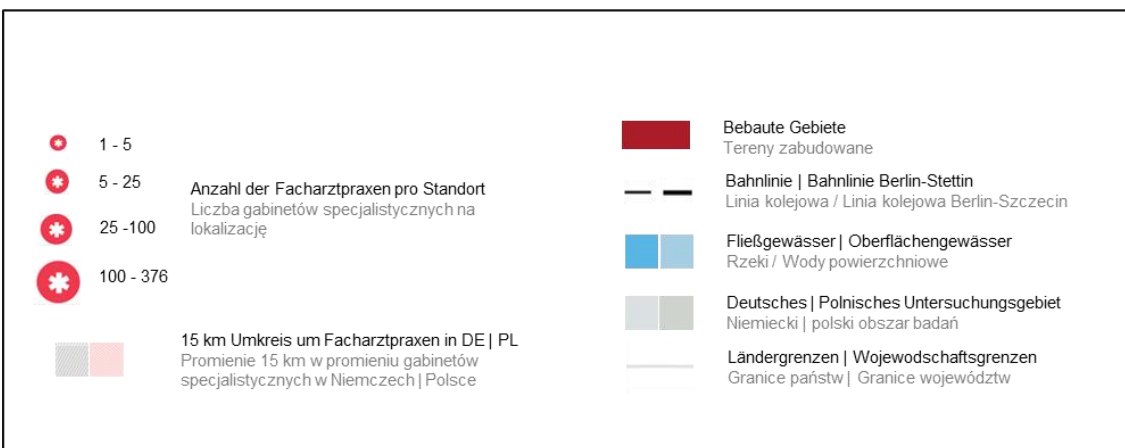 1 - 5
5 - 25
25 -100
100 - 376
Anzahl der Facharztpraxen pro Standort
Liczba gabinetów specjalistycznych na
lokalizację
15 km Umkreis um Facharztpraxen in DE | PL
Promienie 15 km w promieniu gabinetów
specjalistycznych w Niemczech | Polsce
Bebaute Gebiete
Tereny zabudowane
Bahnlinie | Bahnlinie Berlin-Stettin
Linia kolejowa / Linia kolejowa Berlin-Szczecin
Fließgewässer | Oberflächengewässer
Rzeki / Wody powierzchniowe
Deutsches | Polnisches Untersuchungsgebiet
Niemiecki | polski obszar badań
Ländergrenzen | Wojewodschaftsgrenzen
Granice państw | Granice województw